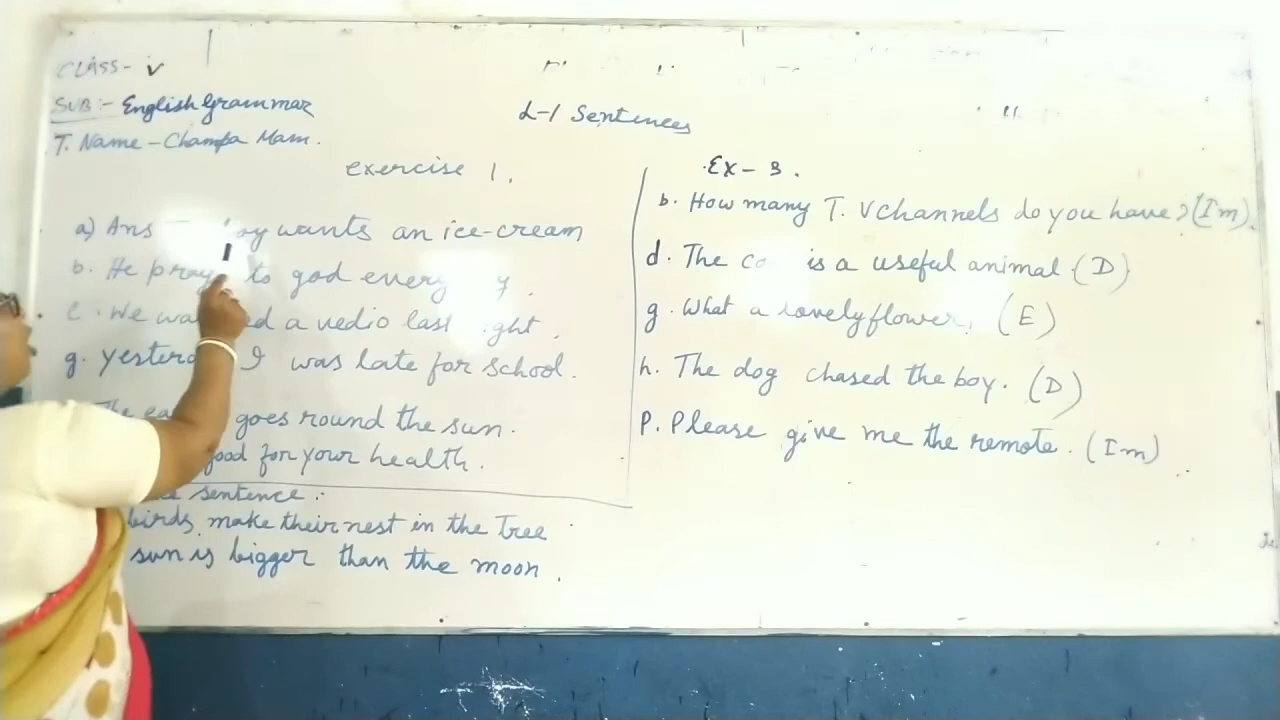 CLASS- V
SUB:- English Grammar
T. Name - Champa Mam.
L-1 Sentences
exercise 1.
a) Ans wants an ice-cream
b. He to god
c. We a vedio last
g. I was late for school.
The goes round the sun.
for your health.
sentence:
birds make their nest in the Tree
sun is bigger than the moon.
Ex- 3.
b. How many T. V channels do you have? (Im).
d. The is a useful animal. (D)
g. What a lovely flower, (E)
h. The dog chased the boy. (D)
P. Please give me the remote. (Im)